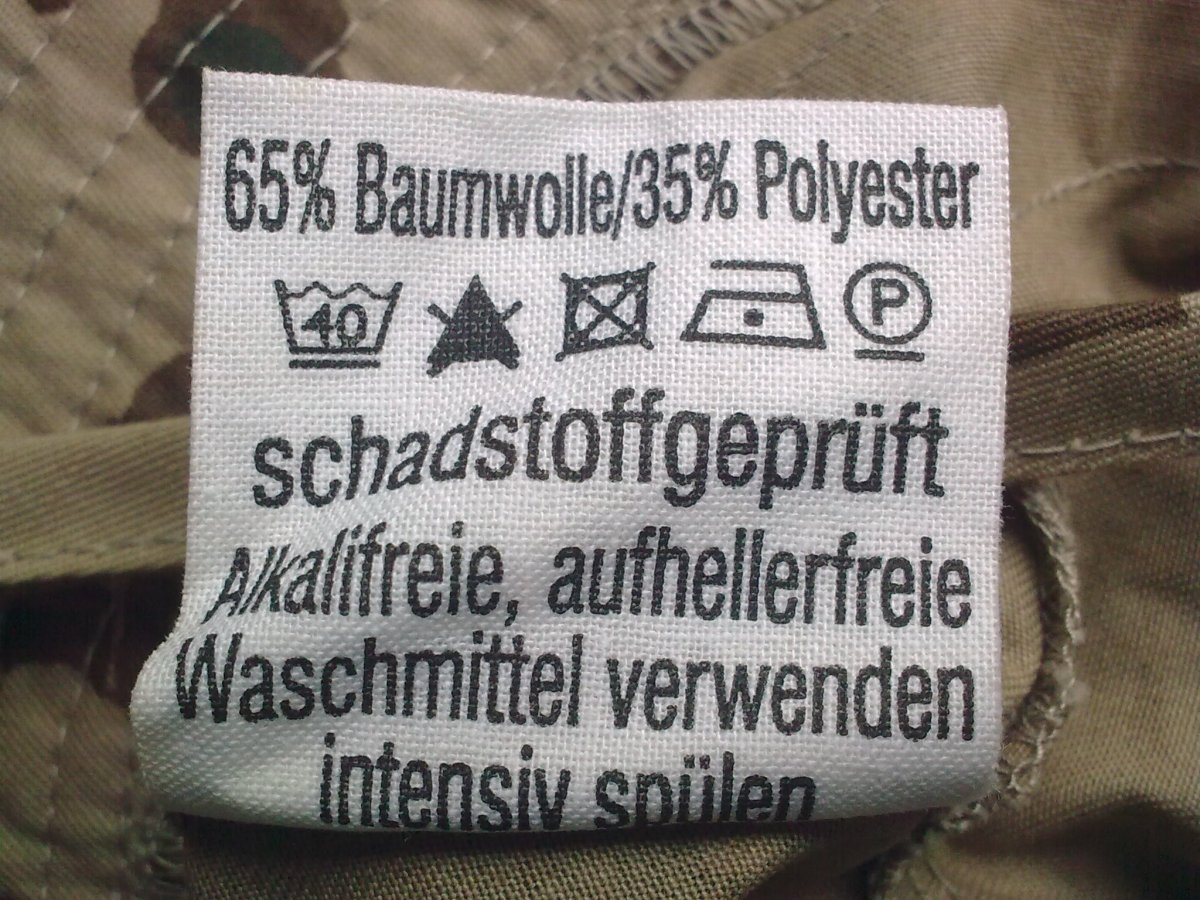 65% Baumwolle/35% Polyester
40 P
schadstoffgeprüft
Alkalifreie, aufhellerfreie
Waschmittel verwenden
intensiv spülen